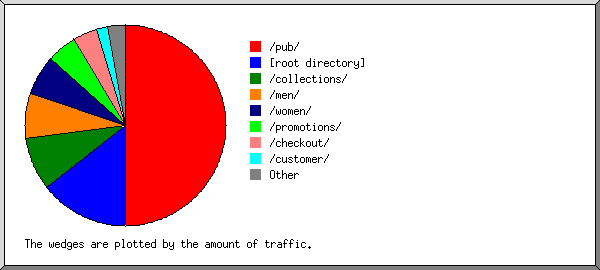 /pub/
[root directory]
/collections/
/men/
/women/
/promotions/
/checkout/
/customer/
Other
The wedges are plotted by the amount of traffic.